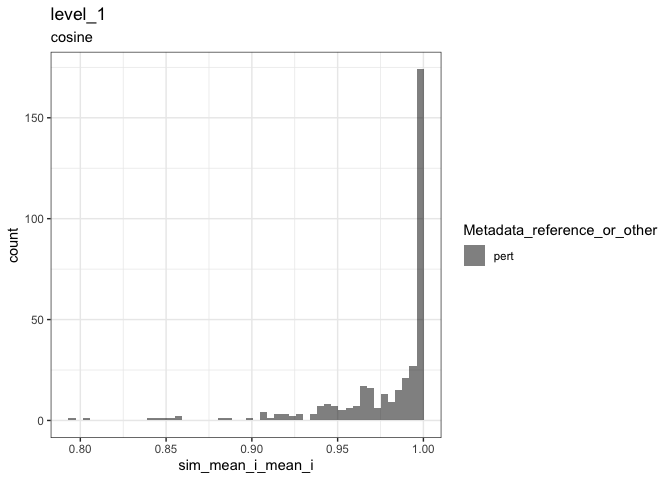 level_1
cosine
150
100
50
0
count
0.80 0.85 0.90 0.95 1.00
sim_mean_i_mean_i
Metadata_reference_or_other
pert